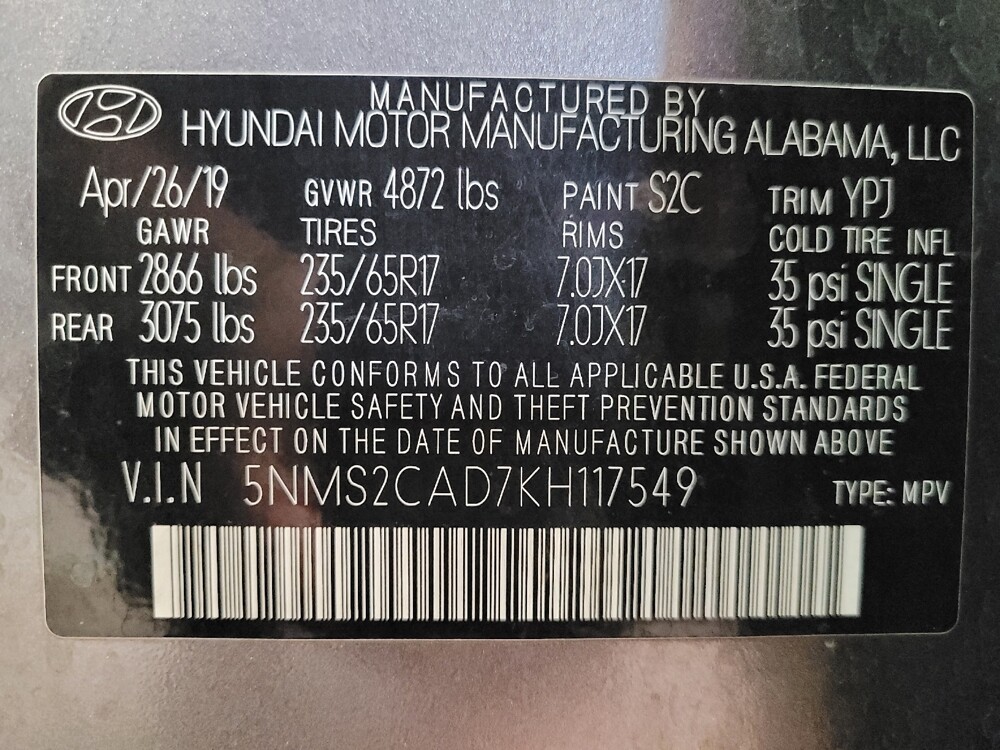 MANUFACTURED BY
HYUNDAI MOTOR MANUFACTURING ALABAMA, LLC
Apr/26/19 GVWR 4872 lbs PAINT S2C TRIM YPJ
GAWR TIRES RIMS COLD TIRE INFL
FRONT 2866 lbs 235/65R17 7.0JX17 35 psi SINGLE
REAR 3075 lbs 235/65R17 7.0JX17 35 psi SINGLE
THIS VEHICLE CONFORMS TO ALL APPLICABLE U.S.A. FEDERAL
MOTOR VEHICLE SAFETY AND THEFT PREVENTION STANDARDS
IN EFFECT ON THE DATE OF MANUFACTURE SHOWN ABOVE
V.I.N 5NMS2CAD7KH117549 TYPE: MPV